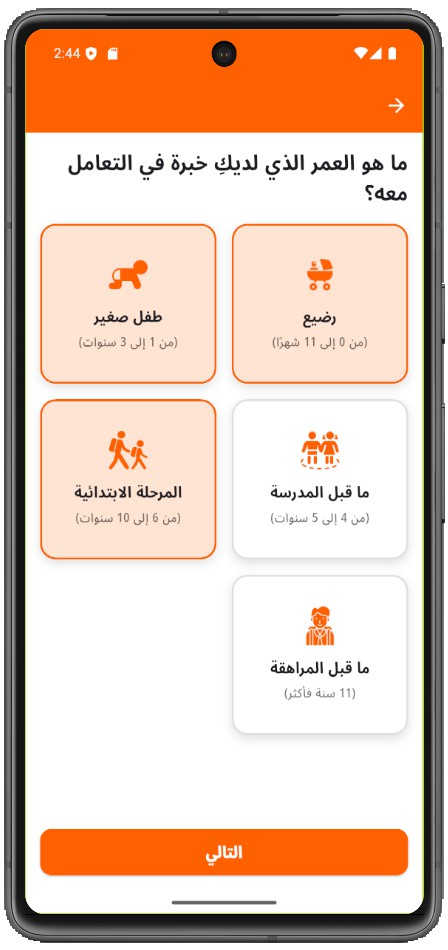 2:44
ما هو العمر الذي لديكِ خبرة في التعامل
معه؟
رضيع
(من 0 إلى 11 شهرًا)
طفل صغير
(من 1 إلى 3 سنوات)
ما قبل المدرسة
(من 4 إلى 5 سنوات)
المرحلة الابتدائية
(من 6 إلى 10 سنوات)
ما قبل المراهقة
(11 سنة فأكثر)
التالي